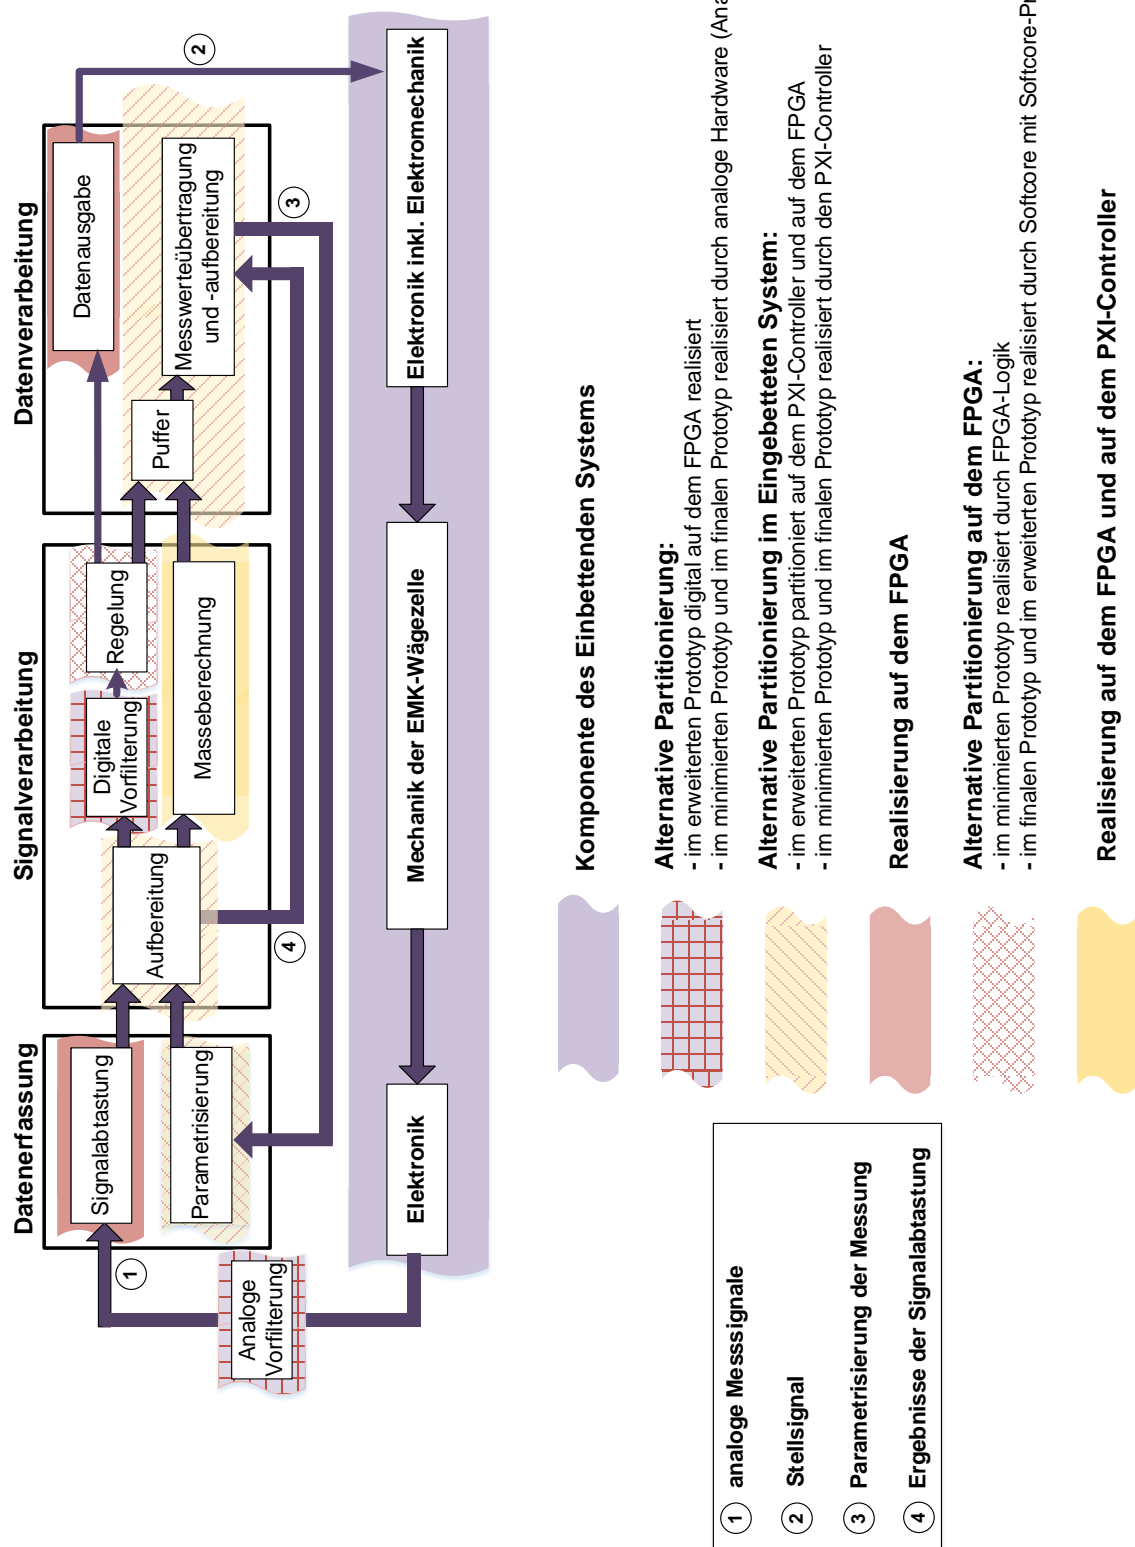 Datenerfassung
Signalverarbeitung
Datenverarbeitung
Signalabtastung
Parametrisierung
Aufbereitung
Digitale
Vorfilterung
Regelung
Masseberechnung
Puffer
Datenausgabe
Messwerteübertragung
und -aufbereitung
1
2
3
4
Analoge
Vorfilterung
Elektronik
Mechanik der EMK-Wägezelle
Elektronik inkl. Elektromechanik
1 analoge Messsignale
2 Stellsignal
3 Parametrisierung der Messung
4 Ergebnisse der Signalabtastung
Komponente des Einbettenden Systems
Alternative Partitionierung:
- im erweiterten Prototyp digital auf dem FPGA realisiert
- im minimierten Prototyp und im finalen Prototyp realisiert durch analoge Hardware
Alternative Partitionierung im Eingebetteten System:
- im erweiterten Prototyp partitioniert auf dem PXI-Controller und auf dem FPGA
- im minimierten Prototyp und im finalen Prototyp realisiert durch den PXI-Controller
Realisierung auf dem FPGA
Alternative Partitionierung auf dem FPGA:
- im minimierten Prototyp realisiert durch FPGA-Logik
- im finalen Prototyp und im erweiterten Prototyp realisiert durch Softcore mit
Realisierung auf dem FPGA und auf dem PXI-Controller